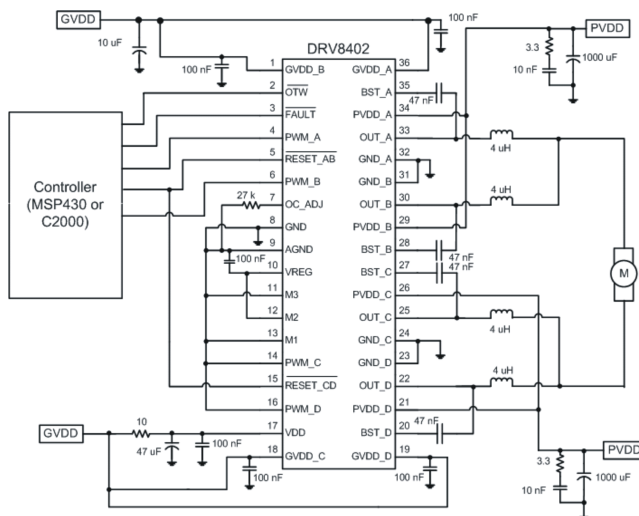 GVDD
PVDD
10 uF
100 nF
100 nF
3.3
1000 uF
10 nF
DRV8402
1 GVDD_B GVDD_A 36
2 OTW BST_A 35
47 nF
3 FAULT PVDD_A 34
4 PWM_A OUT_A 33
4 uH
5 RESET_AB GND_A 32
6 PWM_B GND_B 31
27 k
7 OC_ADJ OUT_B 30
4 uH
8 GND PVDD_B 29
9 AGND BST_B 28
100 nF
47 nF
10 VREG BST_C 27
47 nF
11 M3 PVDD_C 26
12 M2 OUT_C 25
4 uH
13 M1 GND_C 24
14 PWM_C GND_D 23
15 RESET_CD OUT_D 22
4 uH
16 PWM_D PVDD_D 21
17 VDD BST_D 20
47 nF
18 GVDD_C GVDD_D 19
Controller
(MSP430 or
C2000)
M
GVDD
10
47 uF
100 nF
100 nF
100 nF
PVDD
3.3
1000 uF
10 nF